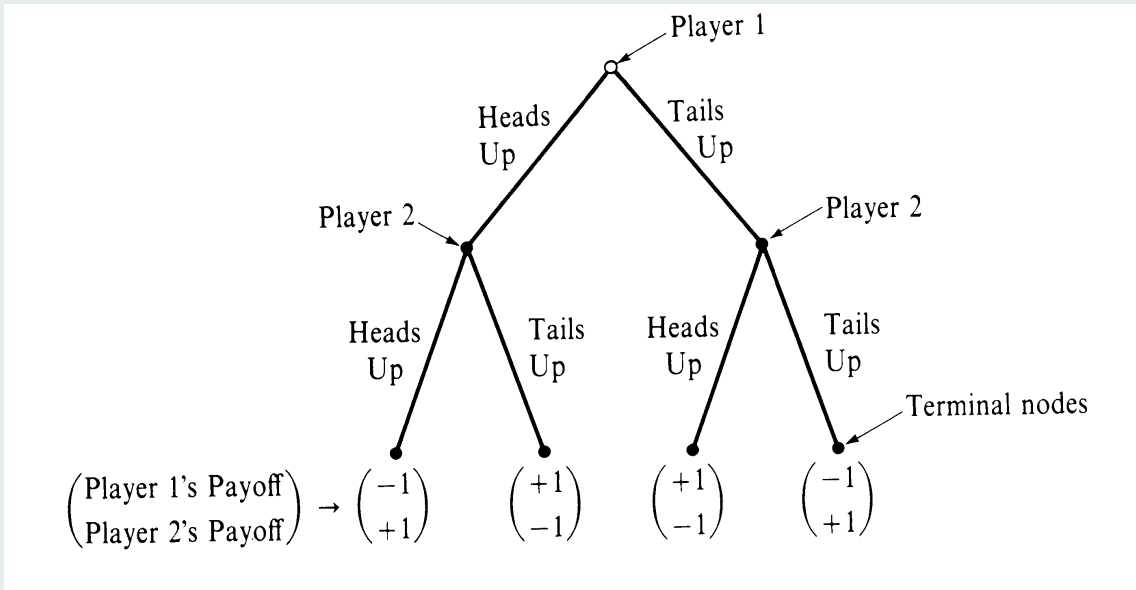 Player 1
Heads
Up
Tails
Up
Player 2
Player 2
Heads
Up
Tails
Up
Heads
Up
Tails
Up
Terminal nodes
(Player 1's Payoff) → (−1) (+1) (+1) (−1)
(Player 2's Payoff) (+1) (−1) (−1) (+1)